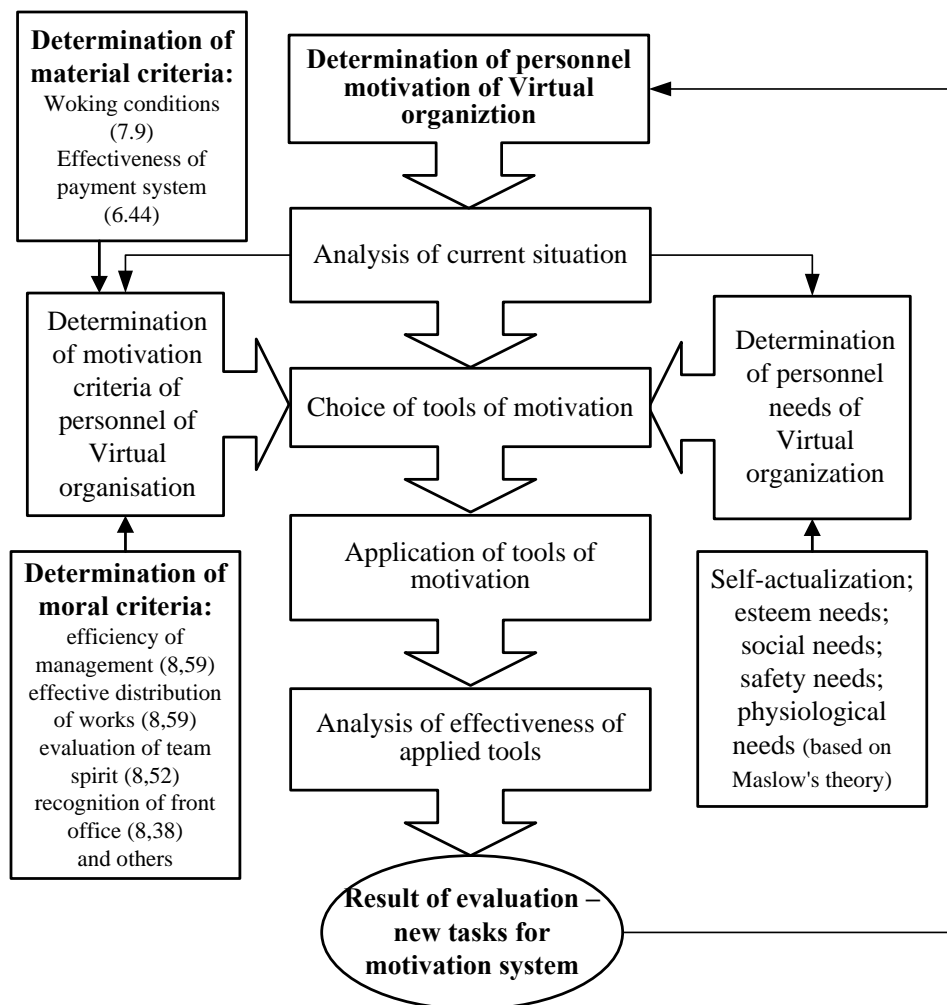 Determination of
material criteria:
Woking conditions
(7.9)
Effectiveness of
payment system
(6.44)
Determination of personnel
motivation of Virtual
organiztion
Analysis of current situation
Determination
of motivation
criteria of
personnel of
Virtual
organisation
Choice of tools of motivation
Determination
of personnel
needs of
Virtual
organization
Determination of
moral criteria:
efficiency of
management (8,59)
effective distribution
of works (8,59)
evaluation of team
spirit (8,52)
recognition of front
office (8,38)
and others
Application of tools of
motivation
Self-actualization;
esteem needs;
social needs;
safety needs;
physiological
needs (based on
Maslow's theory)
Analysis of effectiveness of
applied tools
Result of evaluation –
new tasks for
motivation system